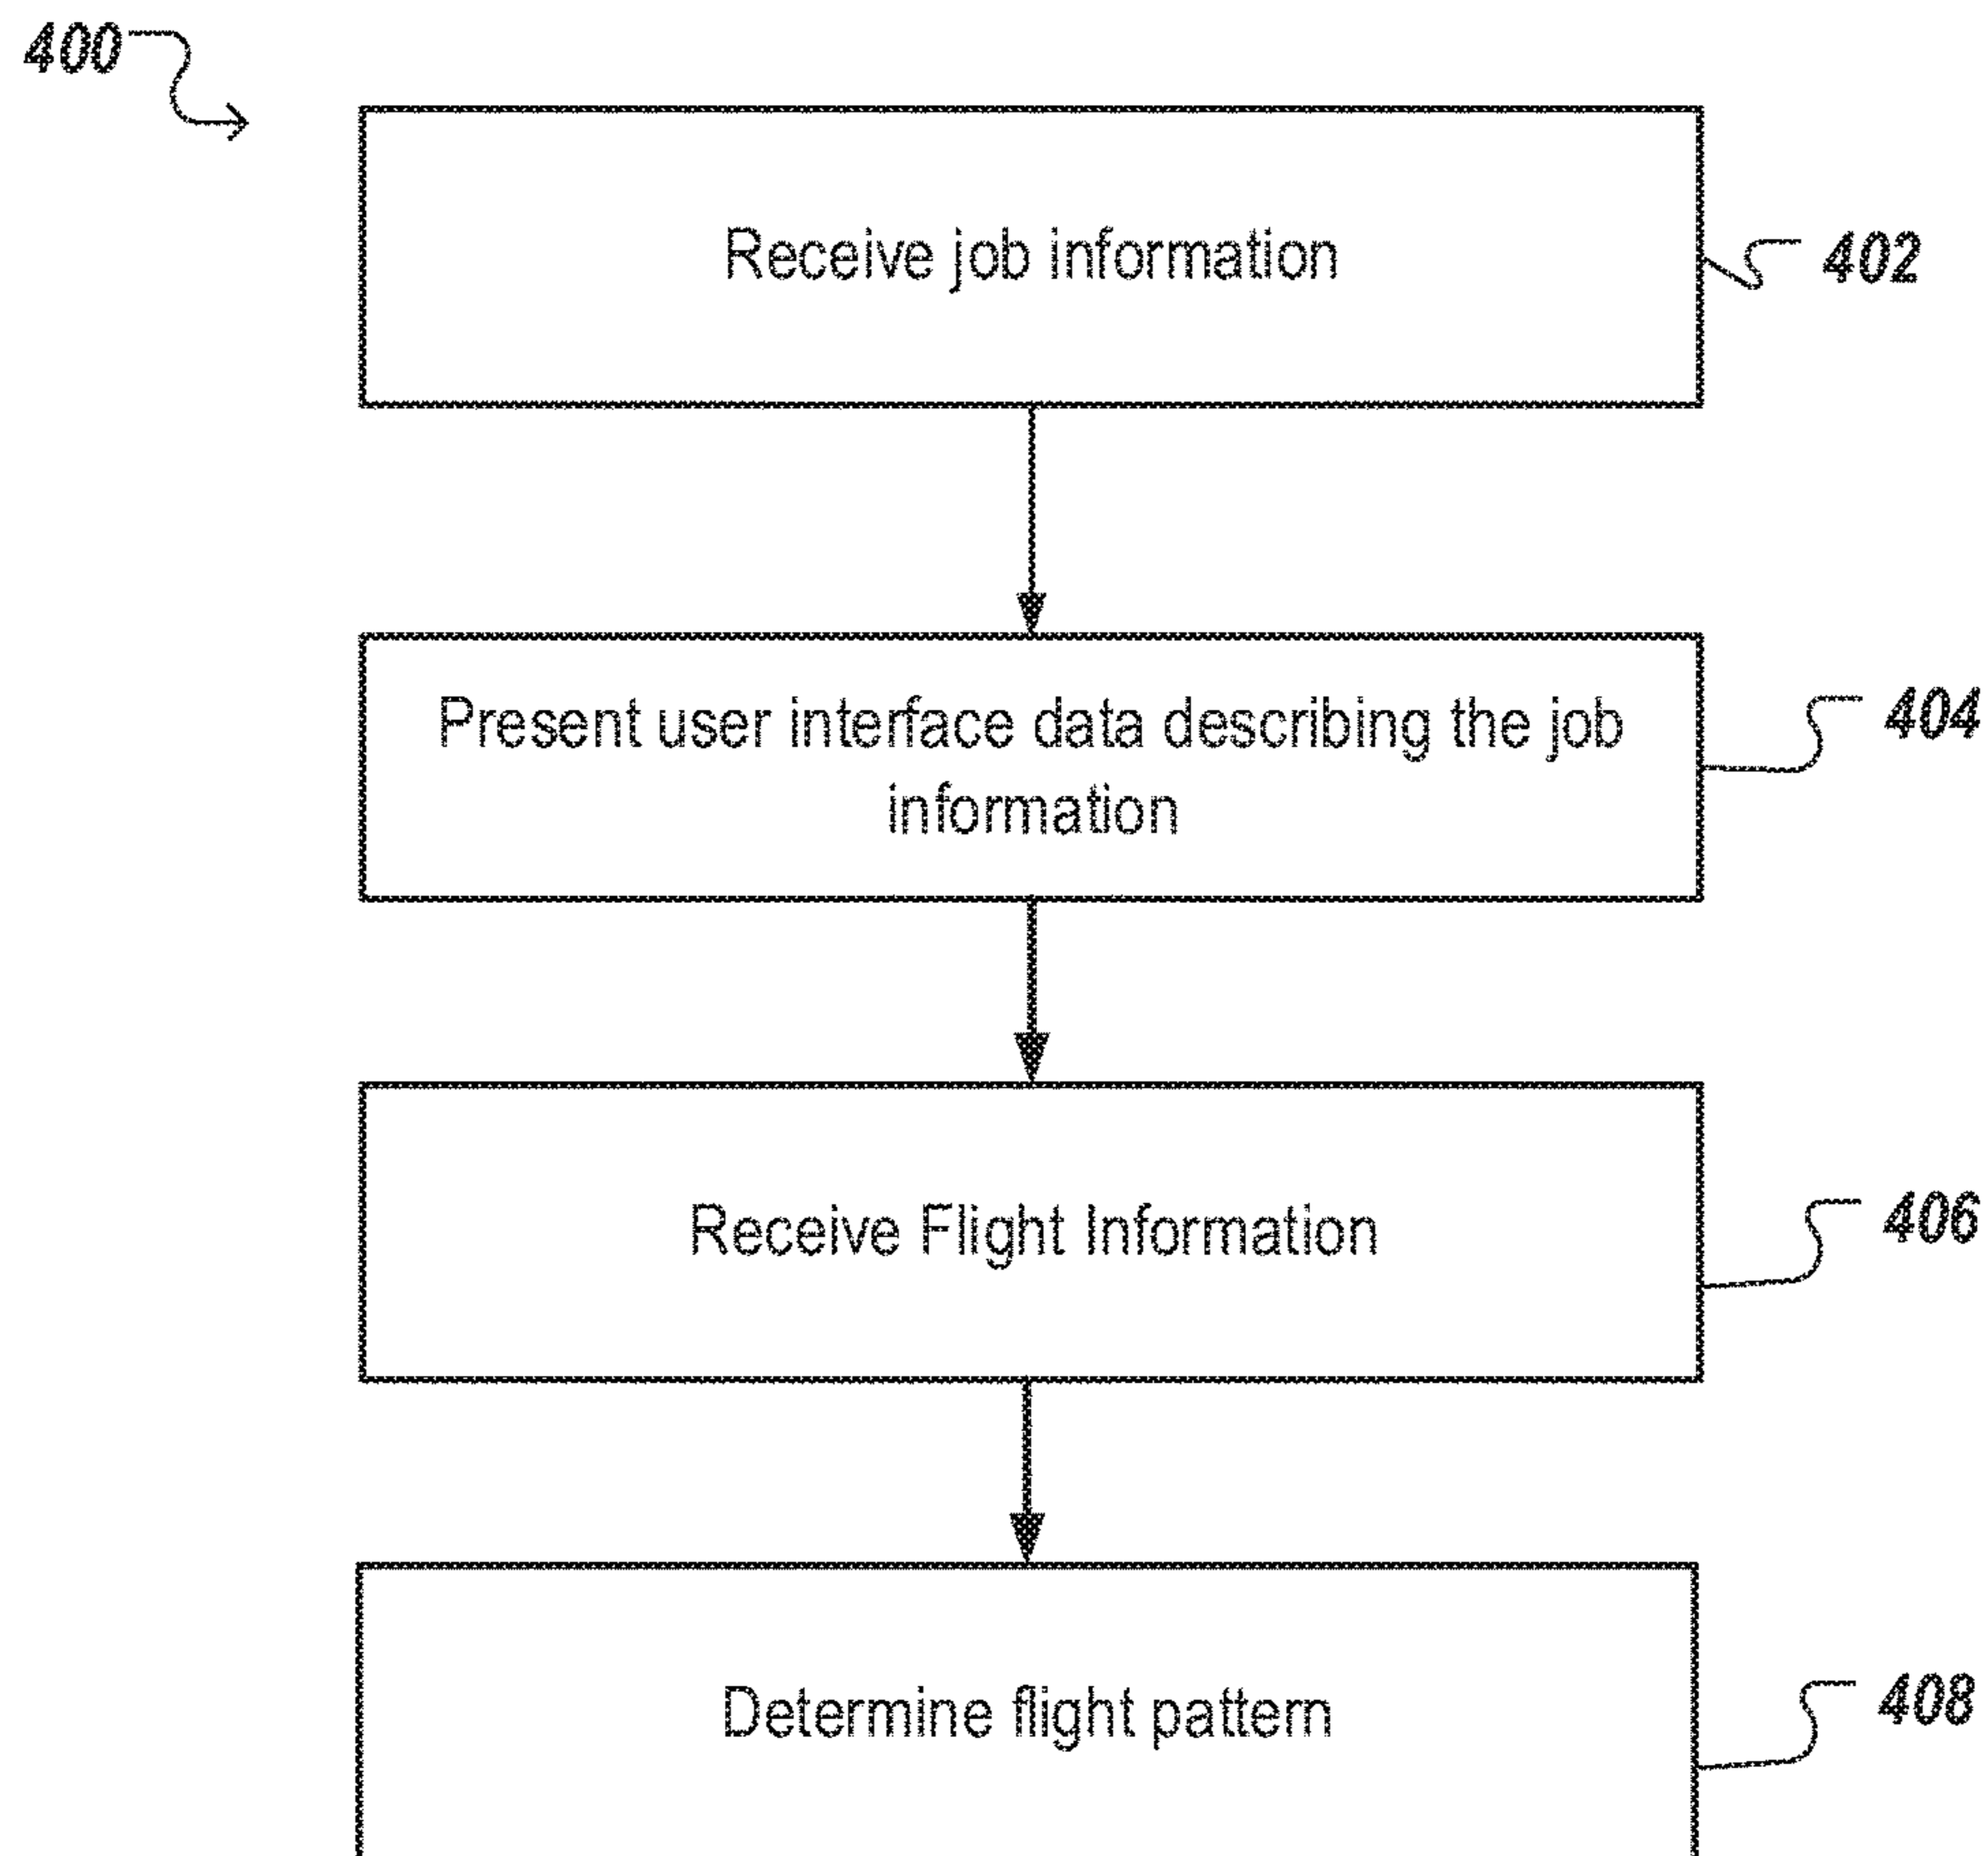 400
Receive job information
402
Present user interface data describing the job
information
404
Receive Flight Information
406
Determine flight pattern
408